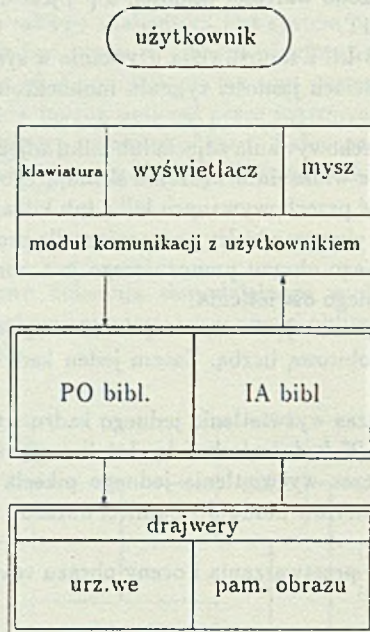 użytkownik
klawiatura wyświetlacz mysz
moduł komunikacji z użytkownikiem
PO bibl. IA bibl
drajwery
urz.we pam. obrazu